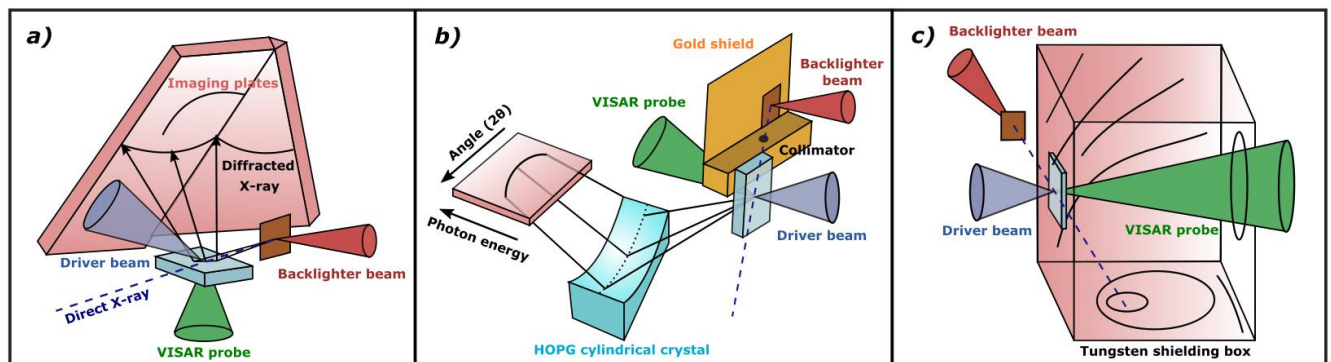 a)
Imaging plates
Diffracted
X-ray
Driver beam
Direct X-ray
Backlighter beam
VISAR probe
b)
Gold shield
Backlighter
beam
VISAR probe
Angle (2θ)
Collimator
Photon energy
Driver beam
HOPG cylindrical crystal
c)
Backlighter beam
Driver beam
VISAR probe
Tungsten shielding box